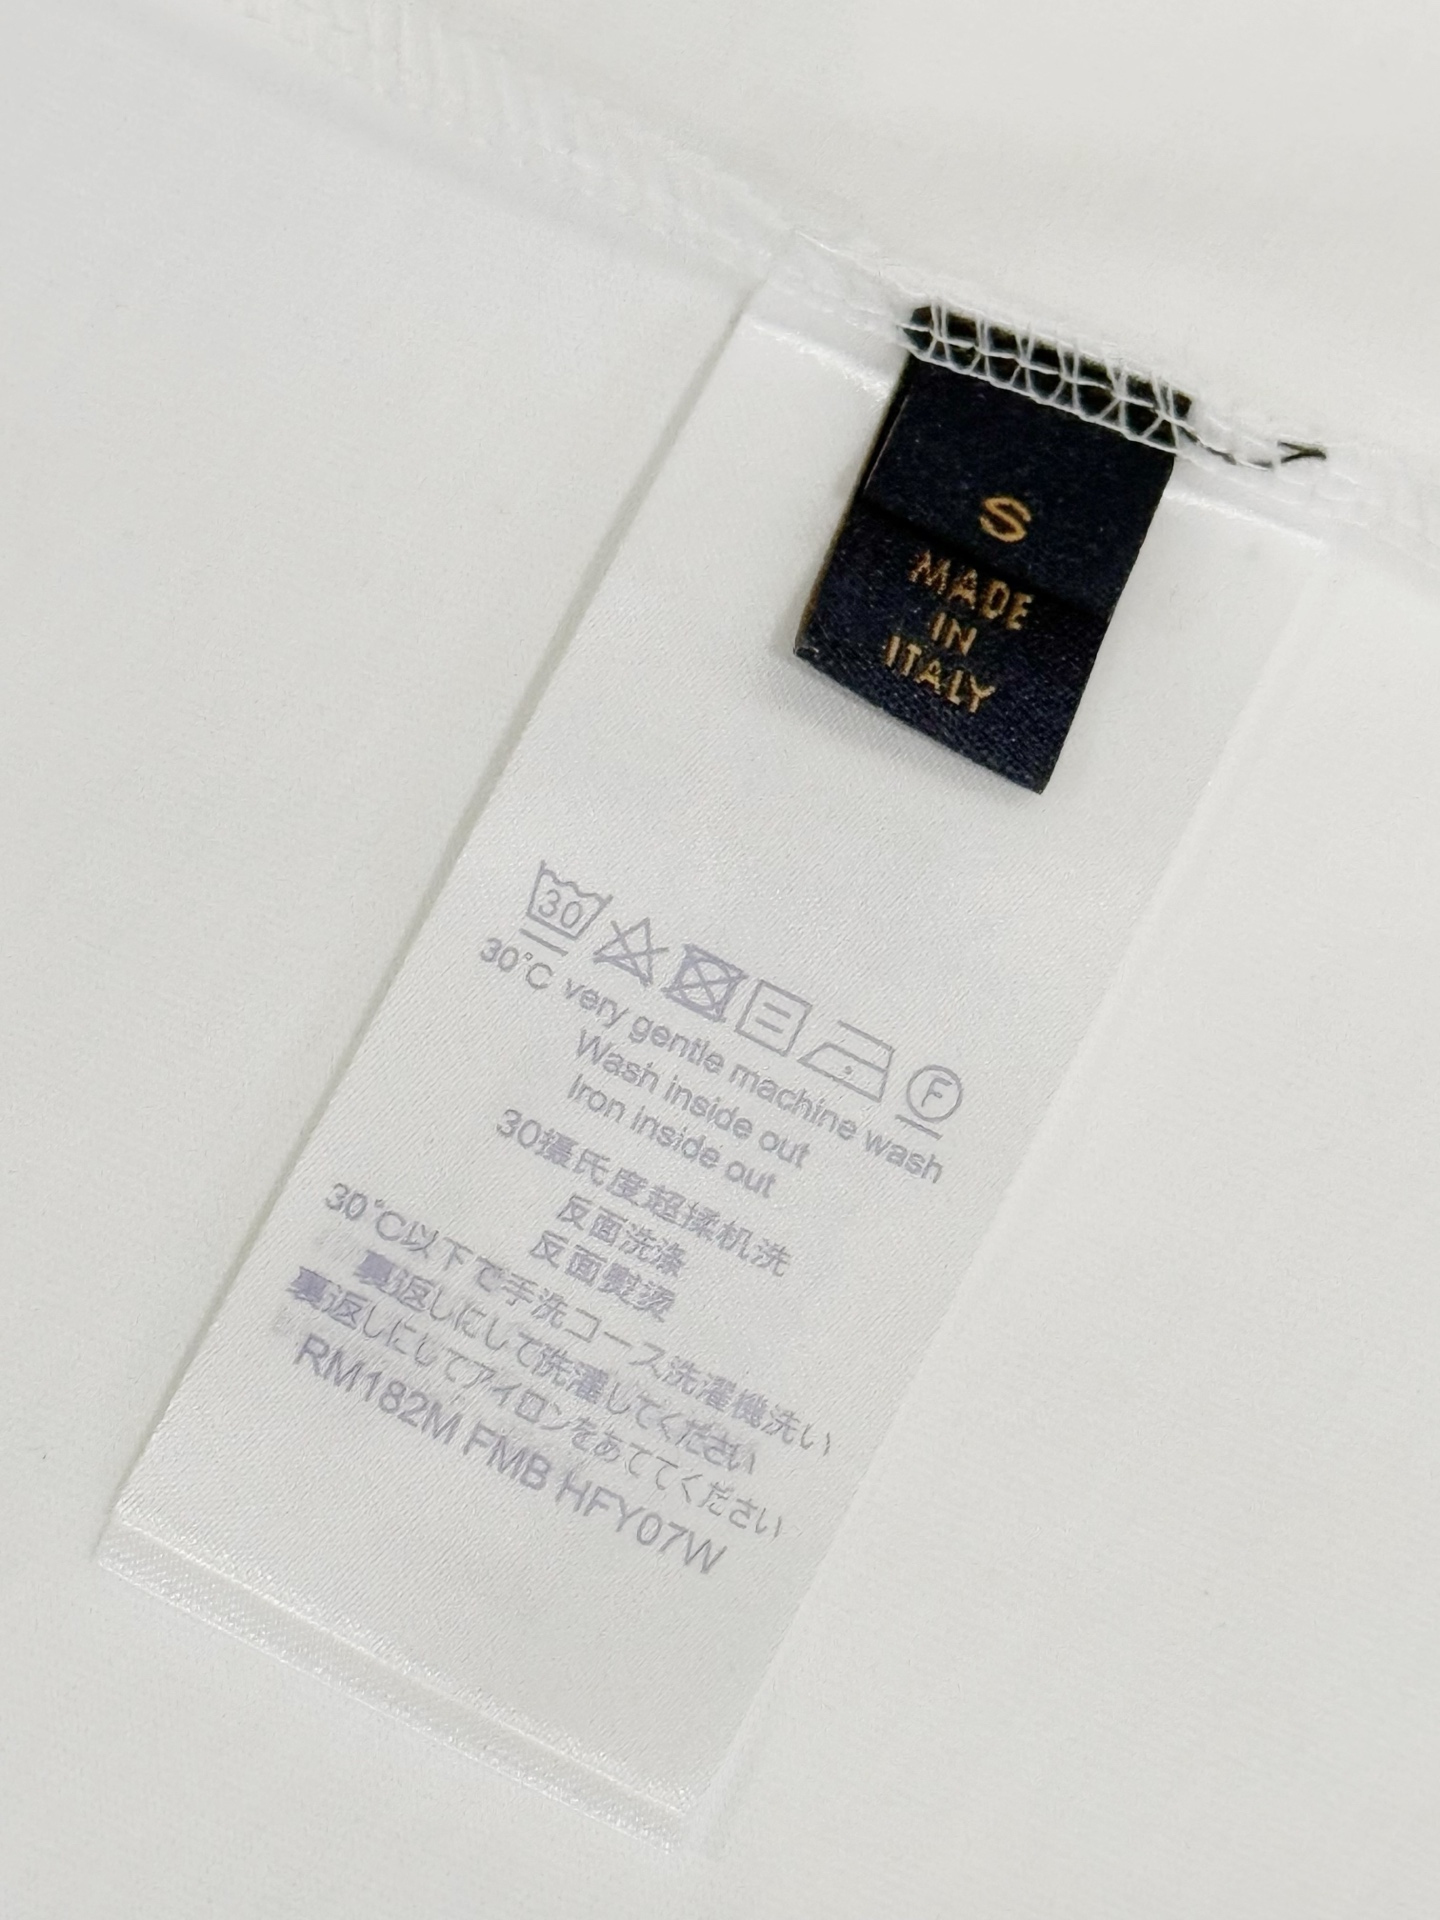 S
MADE
IN
ITALY
30
F
30°C very gentle machine wash
Wash inside out
Iron inside out
30摄氏度超揉机洗
反面洗涤
反面熨烫
30°C以下で手洗コース洗濯機洗い
裏返しにして洗濯してください
裏返しにしてアイロンをあててください
RM182M FMB HFY07W